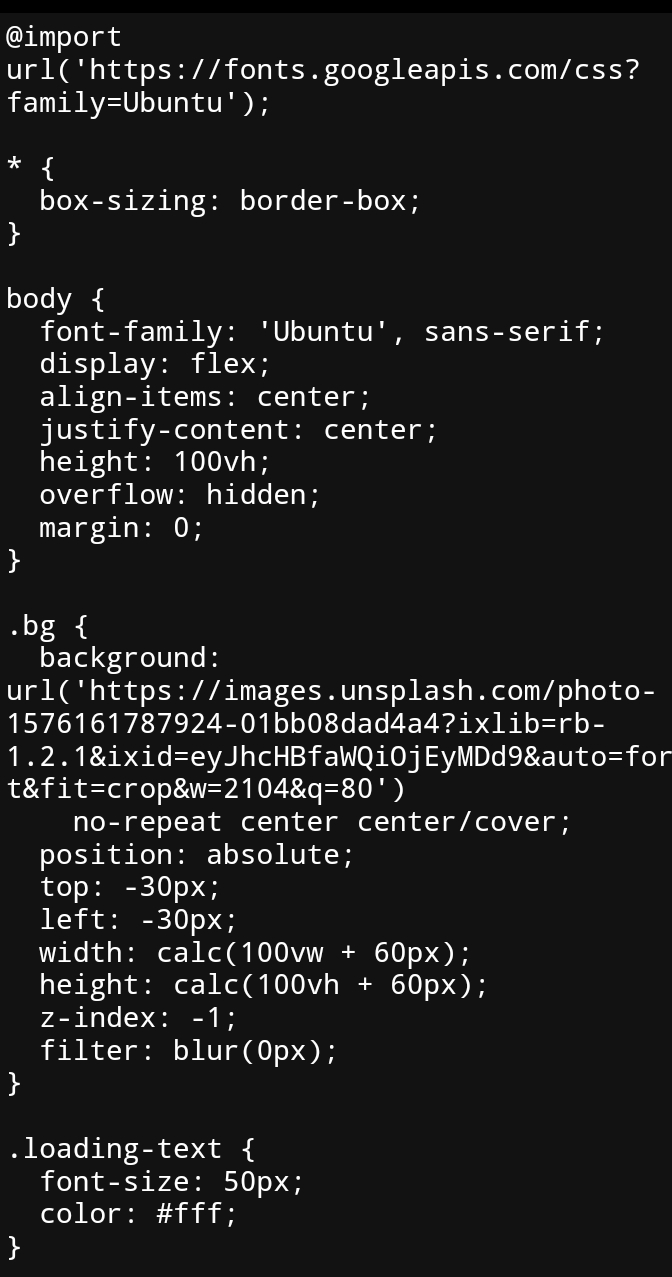 @import
url('https://fonts.googleapis.com/css?
family=Ubuntu');
* {
  box-sizing: border-box;
}
body {
  font-family: 'Ubuntu', sans-serif;
  display: flex;
  align-items: center;
  justify-content: center;
  height: 100vh;
  overflow: hidden;
  margin: 0;
}
.bg {
  background:
url('https://images.unsplash.com/photo-
1576161787924-01bb08dad4a4?ixlib=rb-
1.2.1&ixid=eyJhcHBfaWQiOjEyMDd9&auto=for
t&fit=crop&w=2104&q=80')
    no-repeat center center/cover;
  position: absolute;
  top: -30px;
  left: -30px;
  width: calc(100vw + 60px);
  height: calc(100vh + 60px);
  z-index: -1;
  filter: blur(0px);
}
.loading-text {
  font-size: 50px;
  color: #fff;
}